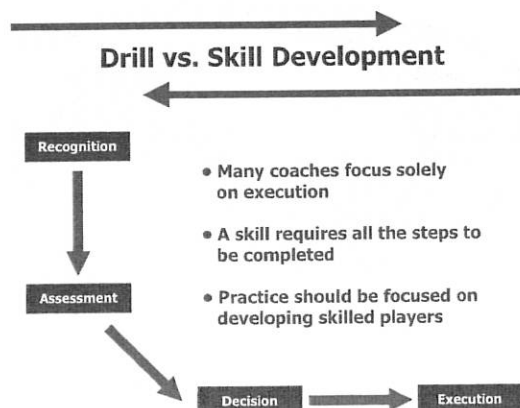 Drill vs. Skill Development
Recognition
• Many coaches focus solely
on execution
• A skill requires all the steps to
be completed
Assessment
• Practice should be focused on
developing skilled players
Decision
Execution